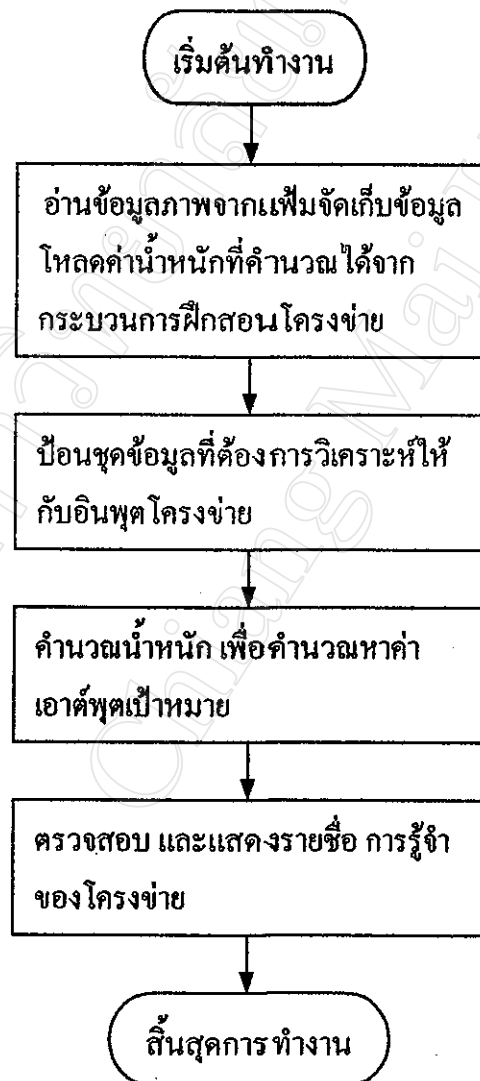 เริ่มต้นทำงาน
อ่านข้อมูลภาพจากแฟ้มจัดเก็บข้อมูล
โหลดค่าน้ำหนักที่คำนวณได้จาก
กระบวนการฝึกสอนโครงข่าย
ป้อนชุดข้อมูลที่ต้องการวิเคราะห์ให้
กับอินพุตโครงข่าย
คำนวณน้ำหนัก เพื่อคำนวณหาค่า
เอาต์พุตเป้าหมาย
ตรวจสอบ และแสดงรายชื่อ การรู้จำ
ของโครงข่าย
สิ้นสุดการทำงาน
Chiang Mai